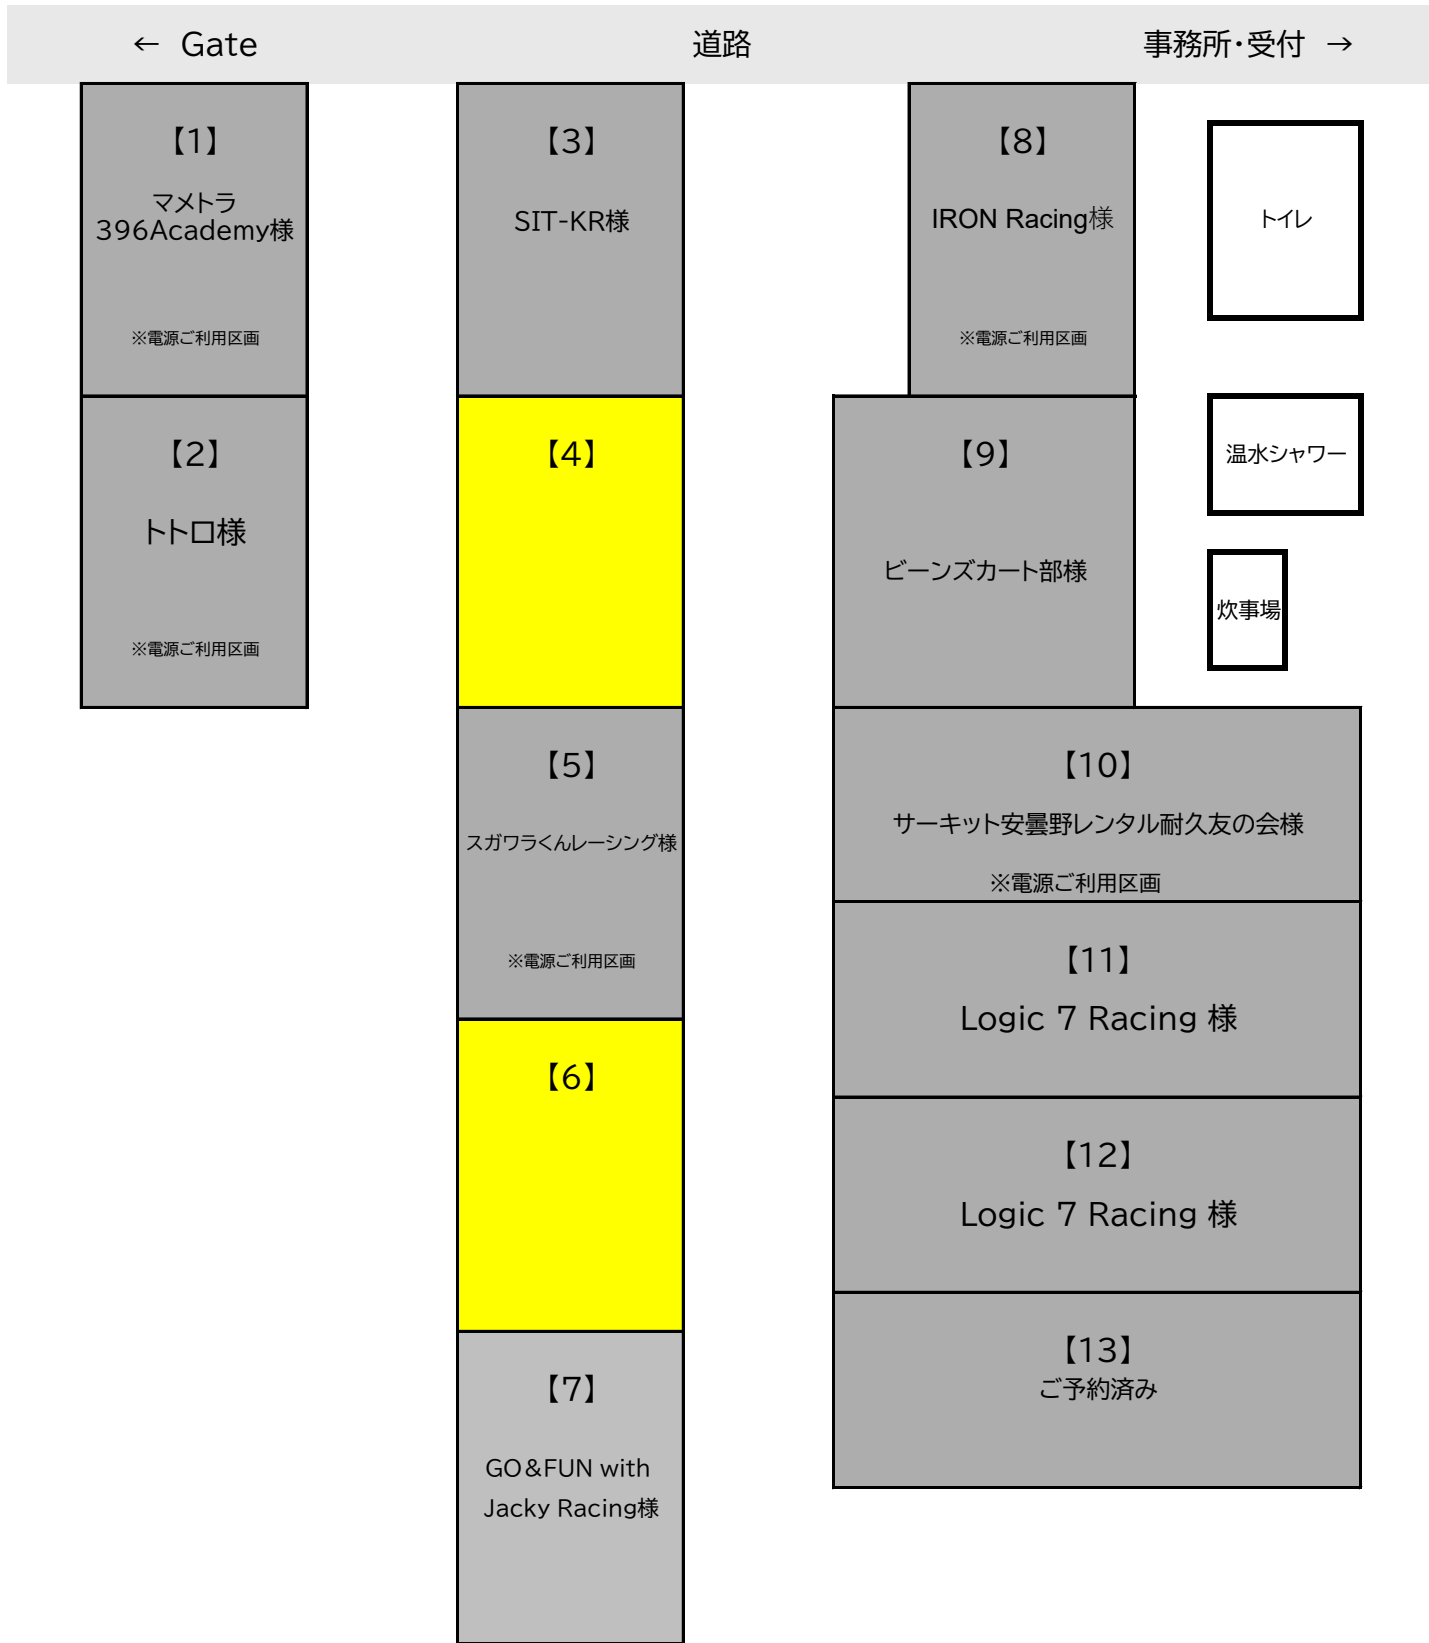 ← Gate 道路 事務所・受付 →
【1】
マメトラ
396Academy様
※電源ご利用区画
【2】
トトロ様
※電源ご利用区画
【3】
SIT-KR様
【4】
【5】
スガワラくんレーシング様
※電源ご利用区画
【6】
【7】
GO&FUN with
Jacky Racing様
【8】
IRON Racing様
※電源ご利用区画
【9】
ビーンズカート部様
【10】
サーキット安曇野レンタル耐久友の会様
※電源ご利用区画
【11】
Logic 7 Racing 様
【12】
Logic 7 Racing 様
【13】
ご予約済み
トイレ
温水シャワー
炊事場